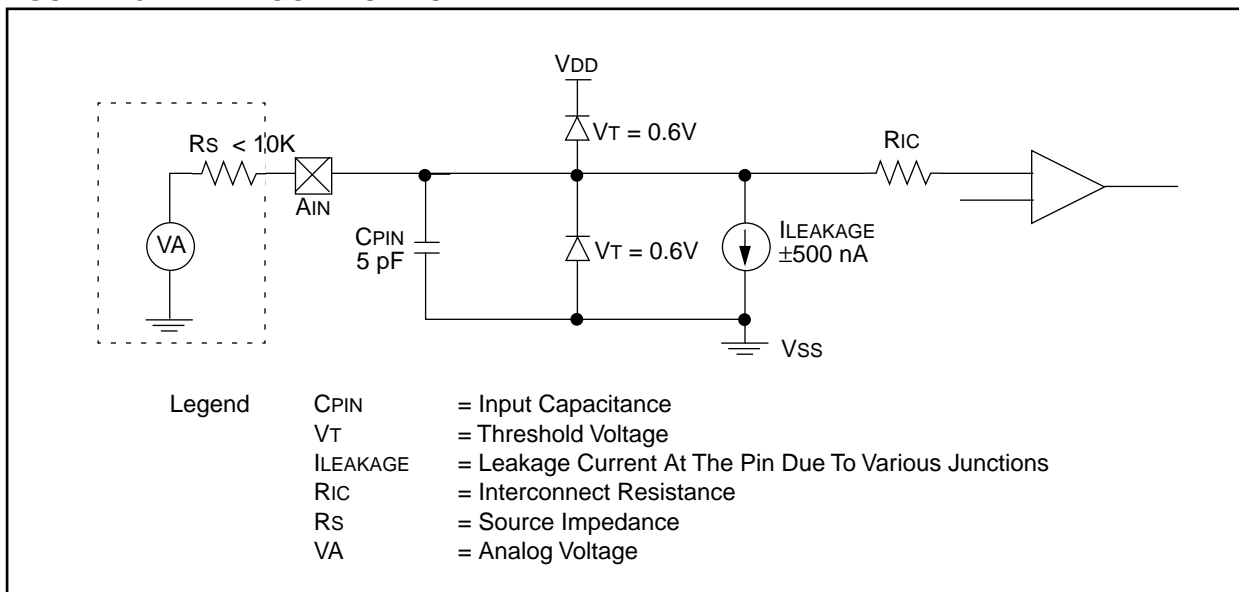 VDD
VT = 0.6V
RS < 10K
RIC
AIN
CPIN
5 pF
VA
VT = 0.6V
ILEAKAGE
±500 nA
VSS
Legend CPIN = Input Capacitance
VT = Threshold Voltage
ILEAKAGE = Leakage Current At The Pin Due To Various Junctions
RIC = Interconnect Resistance
RS = Source Impedance
VA = Analog Voltage